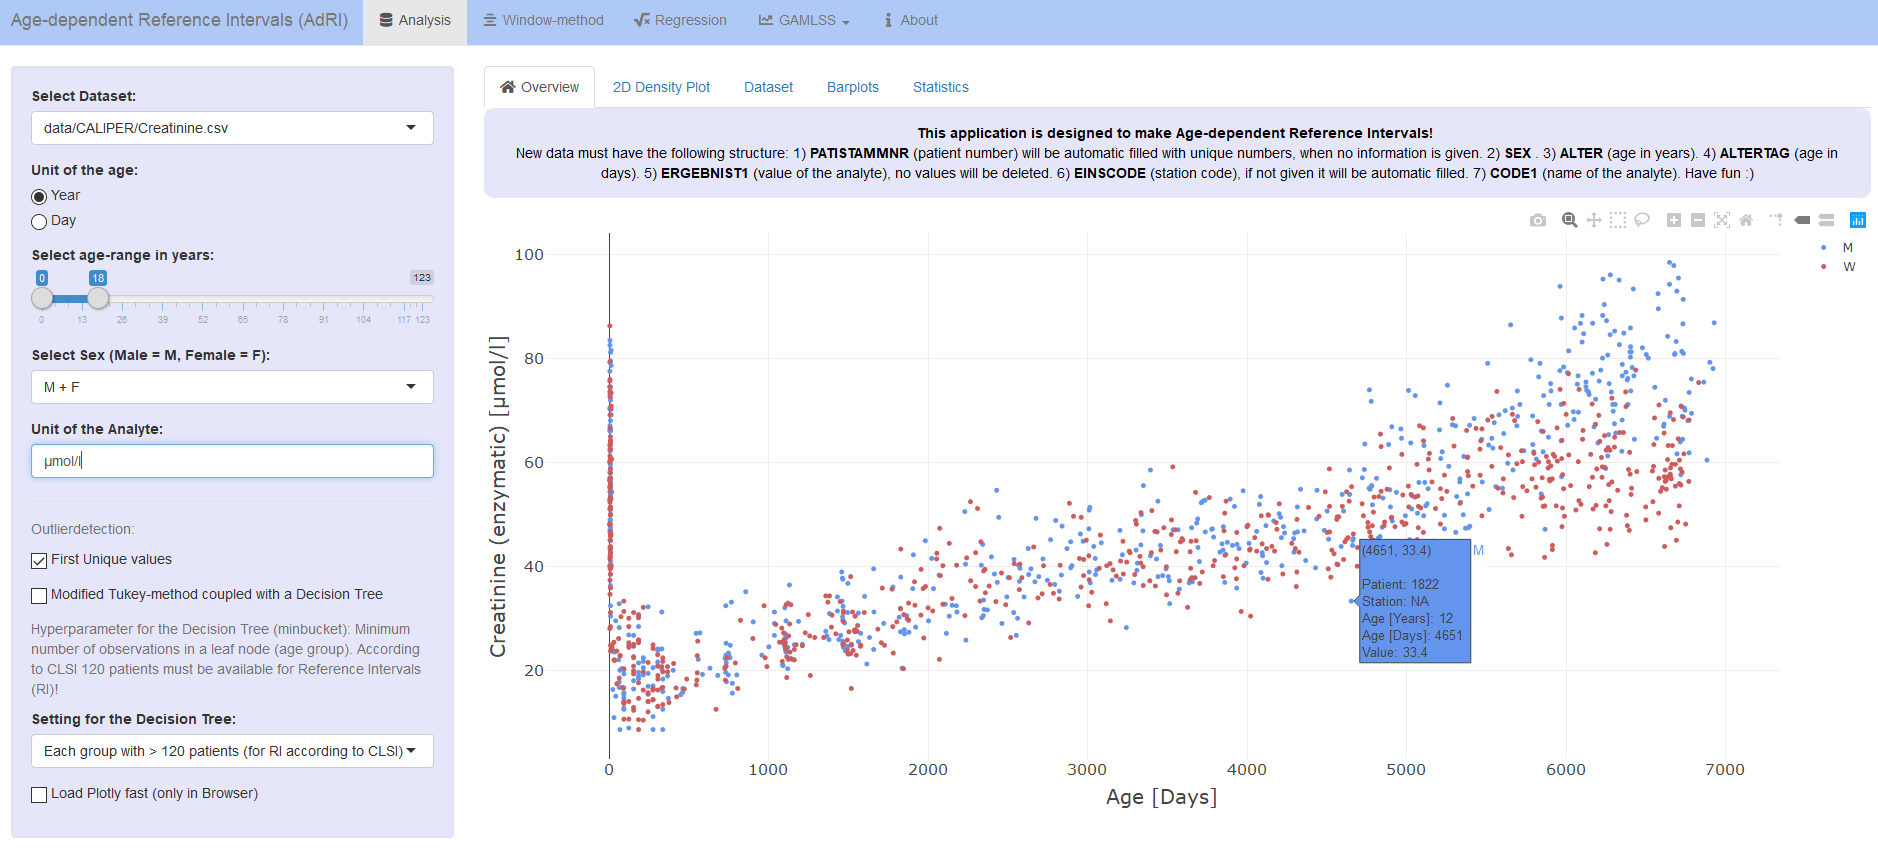 Age-dependent Reference Intervals (AdRI)
Analysis
Window-method
Regression
GAMLSS
About
Select Dataset:
data/CALIPER/Creatinine.csv
Unit of the age:
Year
Day
Select age-range in years:
0 18 123
0 13 26 39 52 65 78 91 104 117 123
Select Sex (Male = M, Female = F):
M + F
Unit of the Analyte:
µmol/l
Outlierdetection:
First Unique values
Modified Tukey-method coupled with a Decision Tree
Hyperparameter for the Decision Tree (minbucket): Minimum
number of observations in a leaf node (age group). According
to CLSI 120 patients must be available for Reference Intervals
(RI)!
Setting for the Decision Tree:
Each group with > 120 patients (for RI according to CLSI)
Load Plotly fast (only in Browser)
Overview
2D Density Plot
Dataset
Barplots
Statistics
This application is designed to make Age-dependent Reference Intervals!
New data must have the following structure: 1) PATISTAMMNR (patient number) will be automatic filled with unique numbers, when no information is given. 2) SEX . 3) ALTER (age in years). 4) ALTERTAG (age in
days). 5) ERGEBNIST1 (value of the analyte), no values will be deleted. 6) EINSCODE (station code), if not given it will be automatic filled. 7) CODE1 (name of the analyte). Have fun :)
M
W
Creatinine (enzymatic) [µmol/l]
100
80
60
40
20
(4651, 33.4)
M
Patient: 1822
Station: NA
Age [Years]: 12
Age [Days]: 4651
Value: 33.4
0 1000 2000 3000 4000 5000 6000 7000
Age [Days]